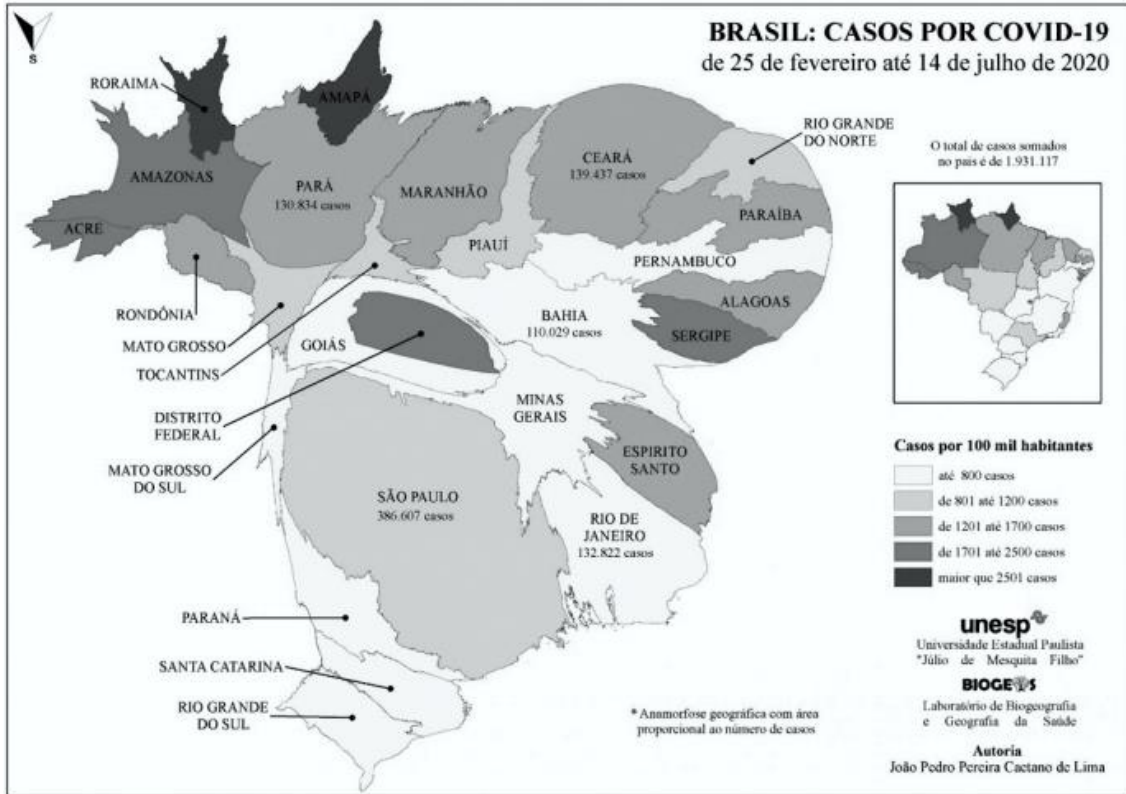 BRASIL: CASOS POR COVID-19
de 25 de fevereiro até 14 de julho de 2020
S
RORAIMA
AMAPÁ
RIO GRANDE
DO NORTE
CEARÁ
139.437 casos
AMAZONAS
PARÁ
130.834 casos
MARANHÃO
PARAÍBA
ACRE
PIAUÍ
PERNAMBUCO
RONDÔNIA
ALAGOAS
BAHIA
110.029 casos
SERGIPE
MATO GROSSO
GOIÁS
TOCANTINS
MINAS
GERAIS
DISTRITO
FEDERAL
ESPIRITO
SANTO
MATO GROSSO
DO SUL
SÃO PAULO
386.607 casos
RIO DE
JANEIRO
132.822 casos
PARANÁ
SANTA CATARINA
RIO GRANDE
DO SUL
* Anamorfose geográfica com área
proporcional ao número de casos
O total de casos somados
no país é de 1.931.117
Casos por 100 mil habitantes
até 800 casos
de 801 até 1200 casos
de 1201 até 1700 casos
de 1701 até 2500 casos
maior que 2501 casos
unesp
Universidade Estadual Paulista
"Júlio de Mesquita Filho"
BIOGEOS
Laboratório de Biogeografia
e Geografia da Saúde
Autoria
João Pedro Pereira Caetano de Lima